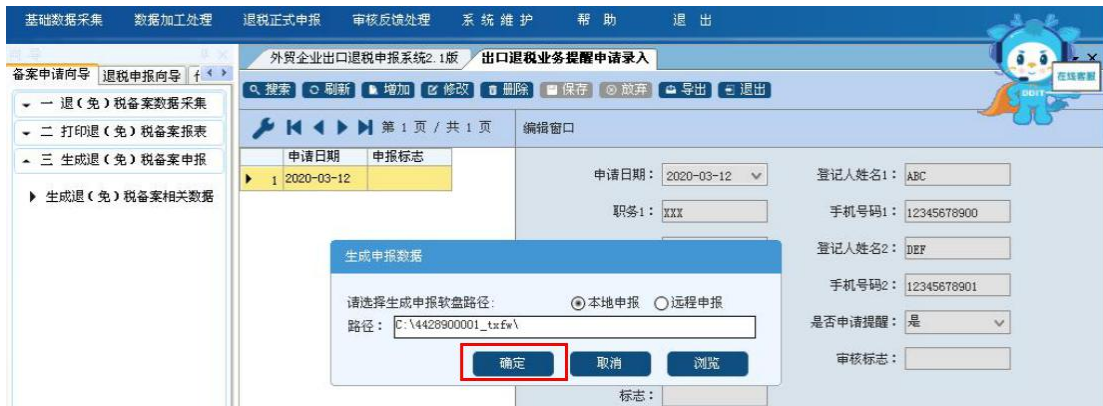 基础数据采集 数据加工处理 退税正式申报 审核反馈处理 系统维护 帮助 退出
外贸企业出口退税申报系统2.1版 出口退税业务提醒申请录入
备案申请向导 退税申报向导
在线客服
搜索 刷新 增加 修改 删除 保存 放弃 导出 退出
一 退(免)税备案数据采集
二 打印退(免)税备案报表
三 生成退(免)税备案申报
生成退(免)税备案相关数据
第 1 页 / 共 1 页 编辑窗口
申请日期 申报标志
1 2020-03-12
申请日期: 2020-03-12 登记人姓名1: ABC
职务1: XXX 手机号码1: 12345678900
登记人姓名2: DEF
手机号码2: 12345678901
是否申请提醒: 是
审核标志:
标志:
生成申报数据
请选择生成申报软盘路径: 本地申报 远程申报
路径: C:\4428900001_txfw\
确定 取消 浏览